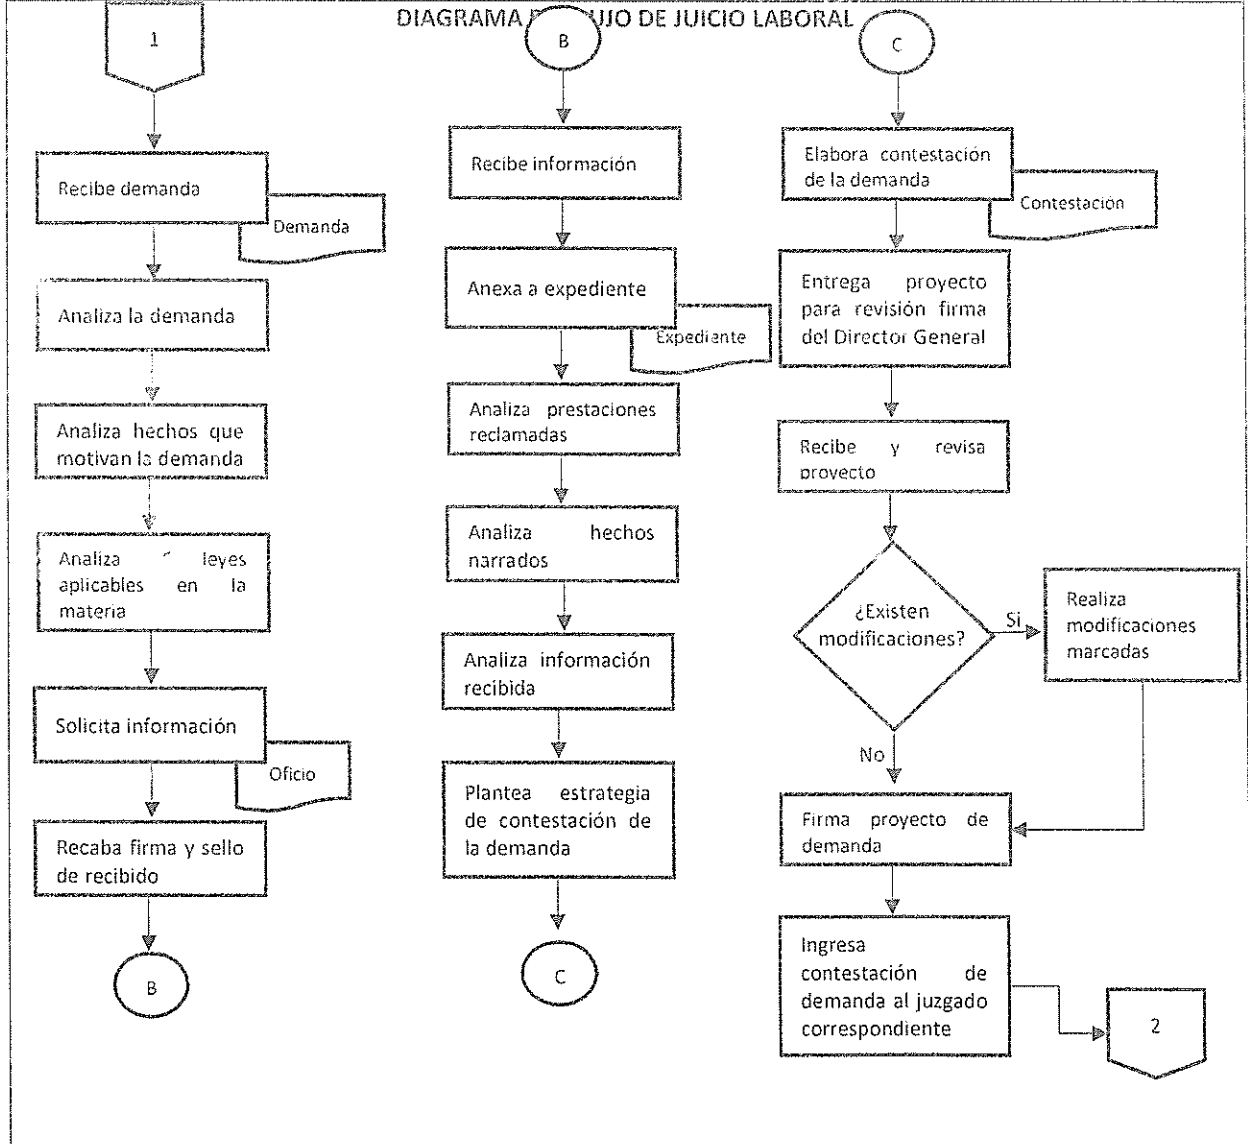 DIAGRAMA UJO DE JUICIO LABORAL
1
Recibe demanda
Demanda
Analiza la demanda
Analiza hechos que
motivan la demanda
Analiza leyes
aplicables en la
materia
Solicita información
Oficio
Recaba firma y sello
de recibido
B
B
Recibe información
Anexa a expediente
Expediente
Analiza prestaciones
reclamadas
Analiza hechos
narrados
Analiza información
recibida
Plantea estrategia
de contestación de
la demanda
C
C
Elabora contestación
de la demanda
Contestación
Entrega proyecto
para revisión firma
del Director General
Recibe y revisa
proyecto
¿Existen
modificaciones?
Si
Realiza
modificaciones
marcadas
No
Firma proyecto de
demanda
Ingresa
contestación de
demanda al juzgado
correspondiente
2